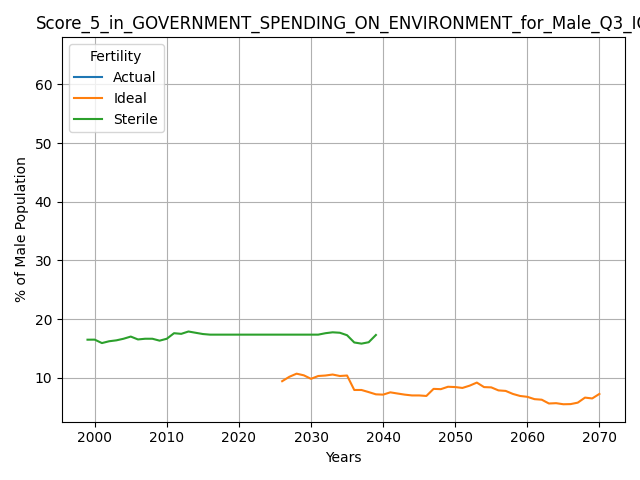 Score_5_in_GOVERNMENT_SPENDING_ON_ENVIRONMENT_for_Male_Q3_IQ
Fertility
Actual
Ideal
Sterile
% of Male Population
60
50
40
30
20
10
2000 2010 2020 2030 2040 2050 2060 2070
Years